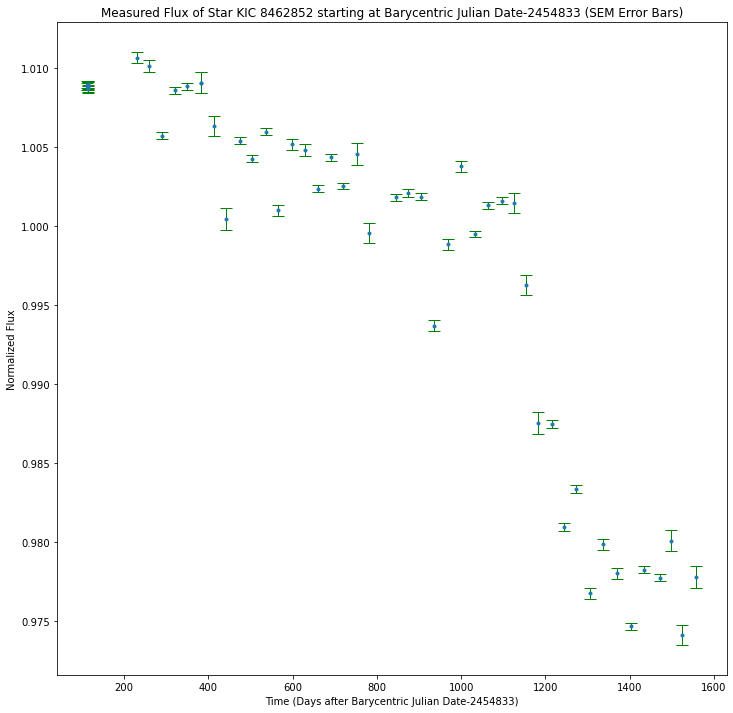 Measured Flux of Star KIC 8462852 starting at Barycentric Julian Date-2454833 (SEM Error Bars)
1.010
1.005
1.000
0.995
0.990
0.985
0.980
0.975
Normalized Flux
200 400 600 800 1000 1200 1400 1600
Time (Days after Barycentric Julian Date-2454833)